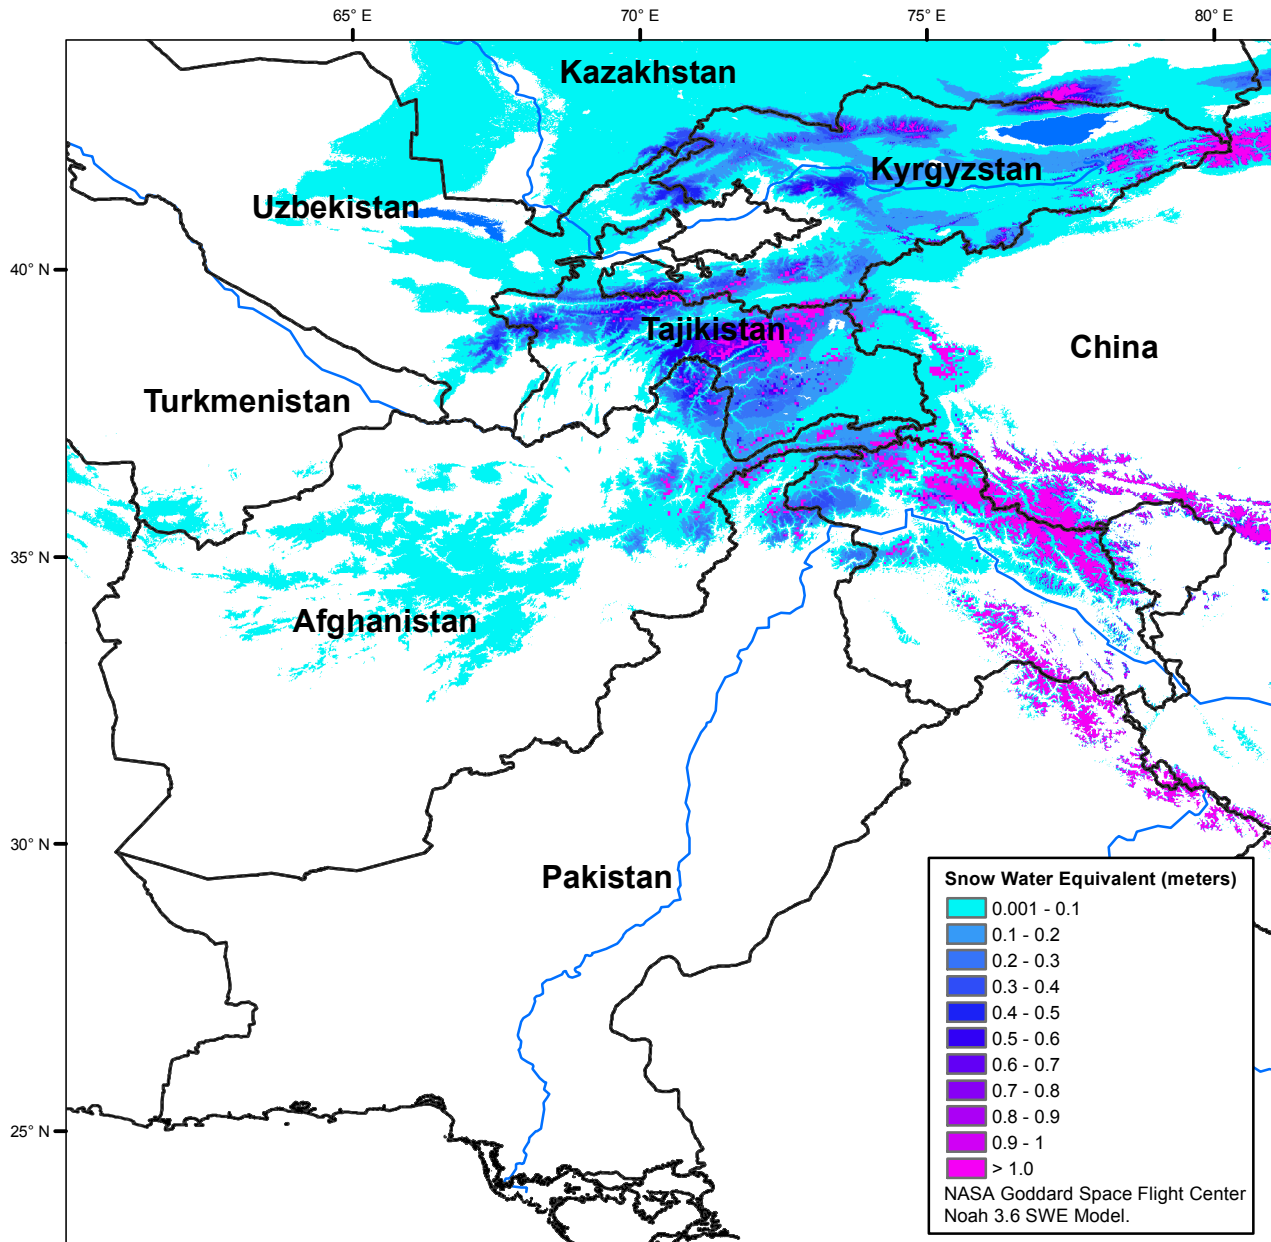 65° E
70° E
75° E
80° E
Kazakhstan
Kyrgyzstan
Uzbekistan
40° N
Tajikistan
China
Turkmenistan
35° N
Afghanistan
30° N
Pakistan
25° N
Snow Water Equivalent (meters)
0.001 - 0.1
0.1 - 0.2
0.2 - 0.3
0.3 - 0.4
0.4 - 0.5
0.5 - 0.6
0.6 - 0.7
0.7 - 0.8
0.8 - 0.9
0.9 - 1
> 1.0
NASA Goddard Space Flight Center
Noah 3.6 SWE Model.